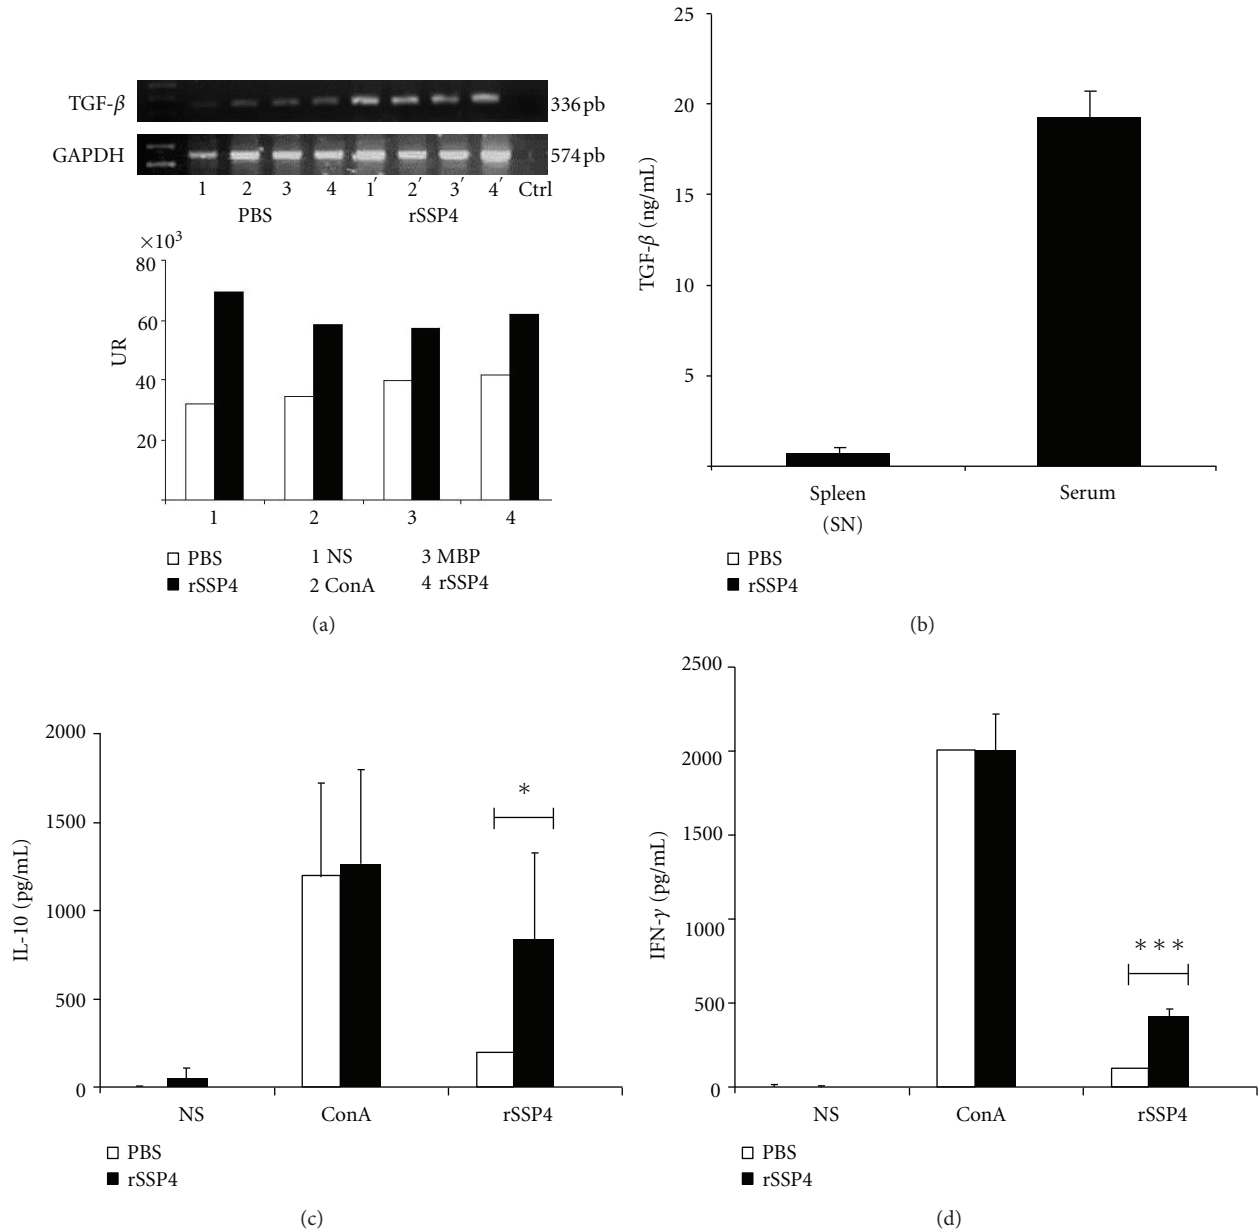 TGF-β 336 pb
GAPDH 574 pb
1 2 3 4 1′ 2′ 3′ 4′ Ctrl
PBS rSSP4
×10³
80
60
40
20
UR
1 2 3 4
PBS 1 NS 3 MBP
rSSP4 2 ConA 4 rSSP4
(a)
25
20
15
10
5
TGF-β (ng/mL)
Spleen Serum
(SN)
PBS
rSSP4
(b)
2000
1500
1000
500
0
IL-10 (pg/mL)
*
NS ConA rSSP4
PBS
rSSP4
(c)
2500
2000
1500
1000
500
0
IFN-γ (pg/mL)
***
NS ConA rSSP4
PBS
rSSP4
(d)